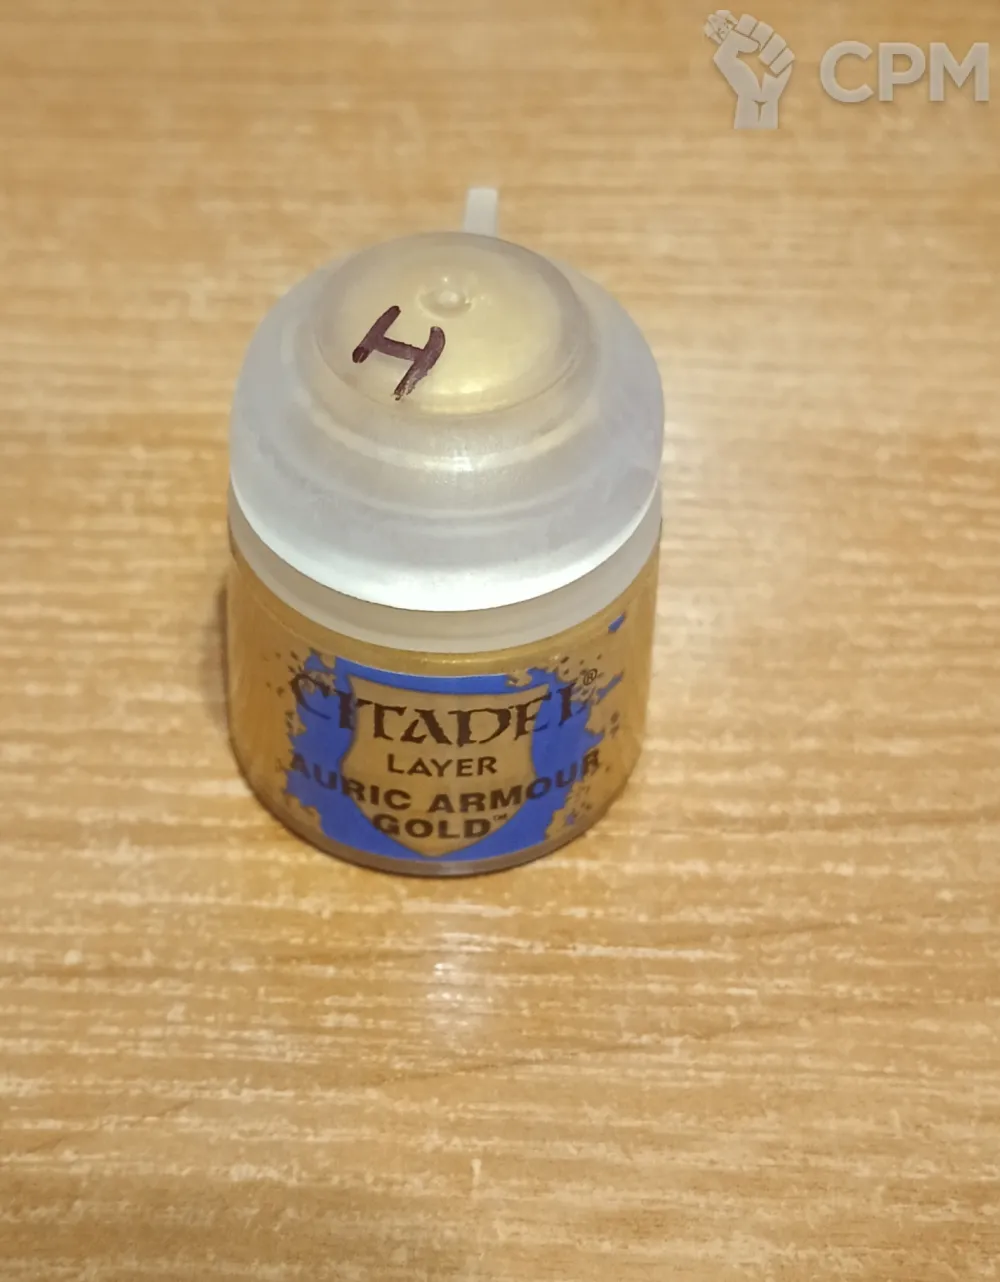 CPM
H
CITADEL®
LAYER
AURIC ARMOUR
GOLD™